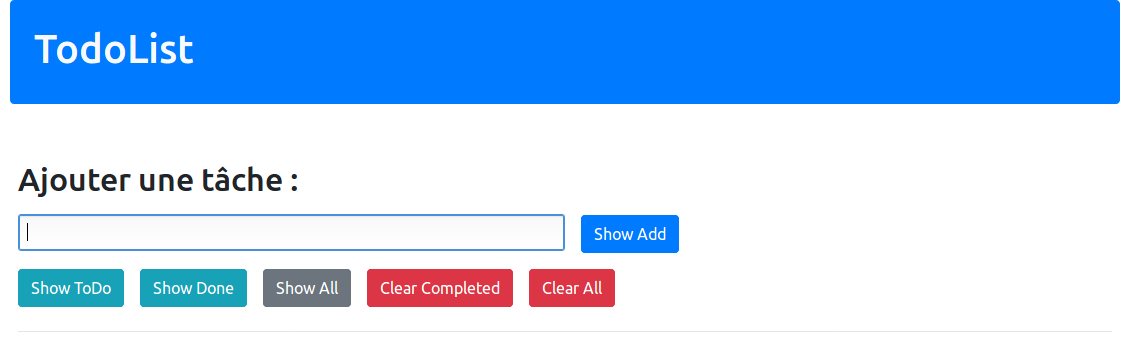 TodoList
Ajouter une tâche :
Show Add
Show ToDo Show Done Show All Clear Completed Clear All